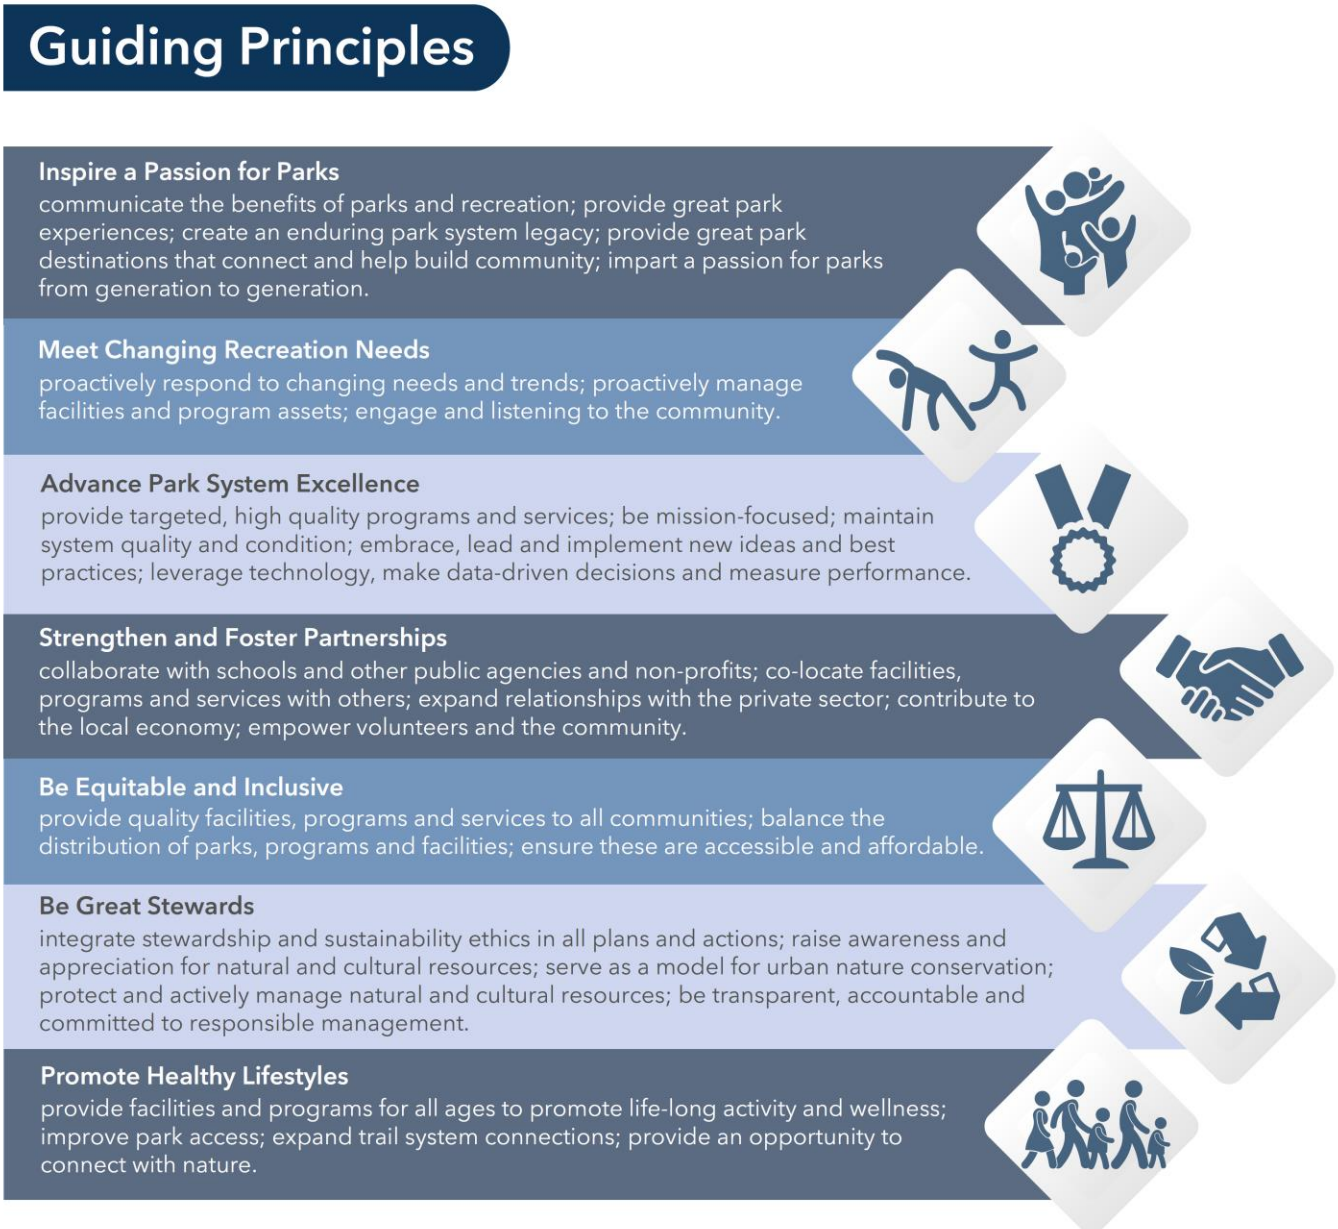 Guiding Principles
Inspire a Passion for Parks
communicate the benefits of parks and recreation; provide great park
experiences; create an enduring park system legacy; provide great park
destinations that connect and help build community; impart a passion for parks
from generation to generation.
Meet Changing Recreation Needs
proactively respond to changing needs and trends; proactively manage
facilities and program assets; engage and listening to the community.
Advance Park System Excellence
provide targeted, high quality programs and services; be mission-focused; maintain
system quality and condition; embrace, lead and implement new ideas and best
practices; leverage technology, make data-driven decisions and measure performance.
Strengthen and Foster Partnerships
collaborate with schools and other public agencies and non-profits; co-locate facilities,
programs and services with others; expand relationships with the private sector; contribute to
the local economy; empower volunteers and the community.
Be Equitable and Inclusive
provide quality facilities, programs and services to all communities; balance the
distribution of parks, programs and facilities; ensure these are accessible and affordable.
Be Great Stewards
integrate stewardship and sustainability ethics in all plans and actions; raise awareness and
appreciation for natural and cultural resources; serve as a model for urban nature conservation;
protect and actively manage natural and cultural resources; be transparent, accountable and
committed to responsible management.
Promote Healthy Lifestyles
provide facilities and programs for all ages to promote life-long activity and wellness;
improve park access; expand trail system connections; provide an opportunity to
connect with nature.